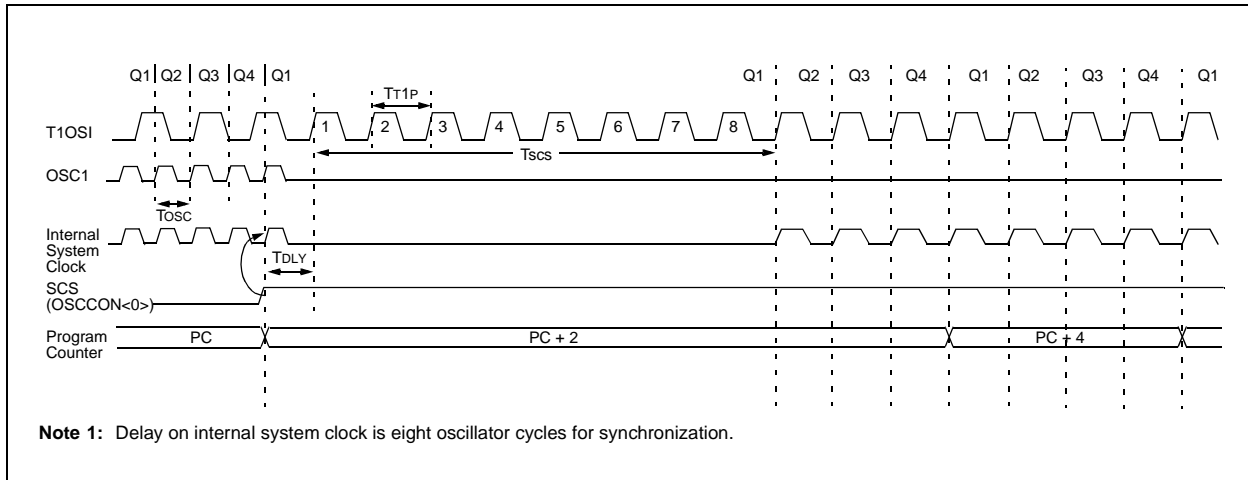 Q1 Q2 Q3 Q4 Q1 Q1 Q2 Q3 Q4 Q1 Q2 Q3 Q4 Q1
TT1P
T1OSI 1 2 3 4 5 6 7 8
TSCS
OSC1
TOSC
Internal
System
Clock
TDLY
SCS
(OSCCON<0>)
Program
Counter
PC PC + 2 PC + 4
Note 1: Delay on internal system clock is eight oscillator cycles for synchronization.